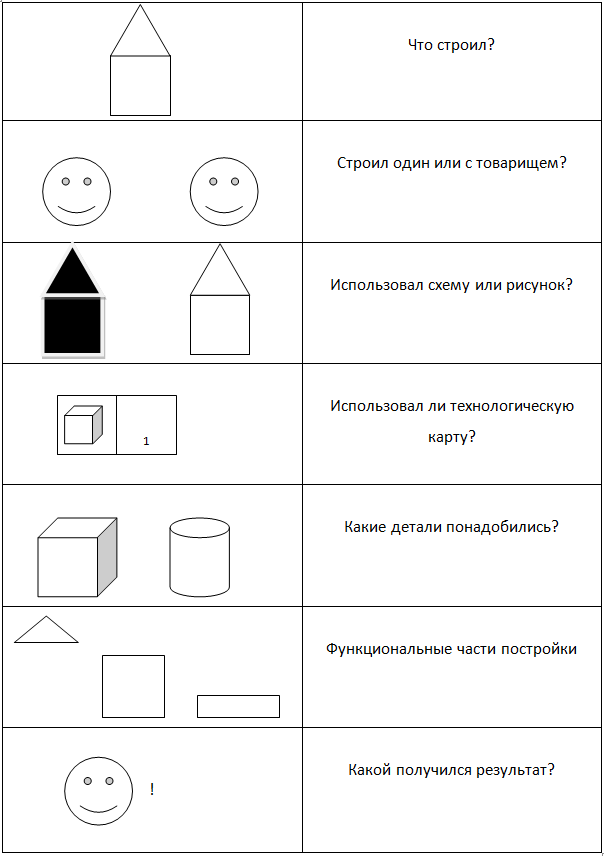 Что строил?
Строил один или с товарищем?
Использовал схему или рисунок?
Использовал ли технологическую
карту?
1
Какие детали понадобились?
Функциональные части постройки
Какой получился результат?
!